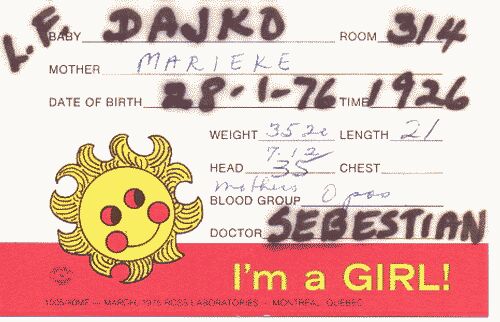 L.F.
BABY DAJKO ROOM 314
MOTHER MARIEKE
DATE OF BIRTH 28-1-76 TIME 1926
WEIGHT 3520 LENGTH 21
7.12
HEAD 35 CHEST
mothers
BLOOD GROUP O pos
DOCTOR SEBESTIAN
I'm a GIRL!
MARCH, 1975 ROSS LABORATORIES — MONTREAL, QUEBEC